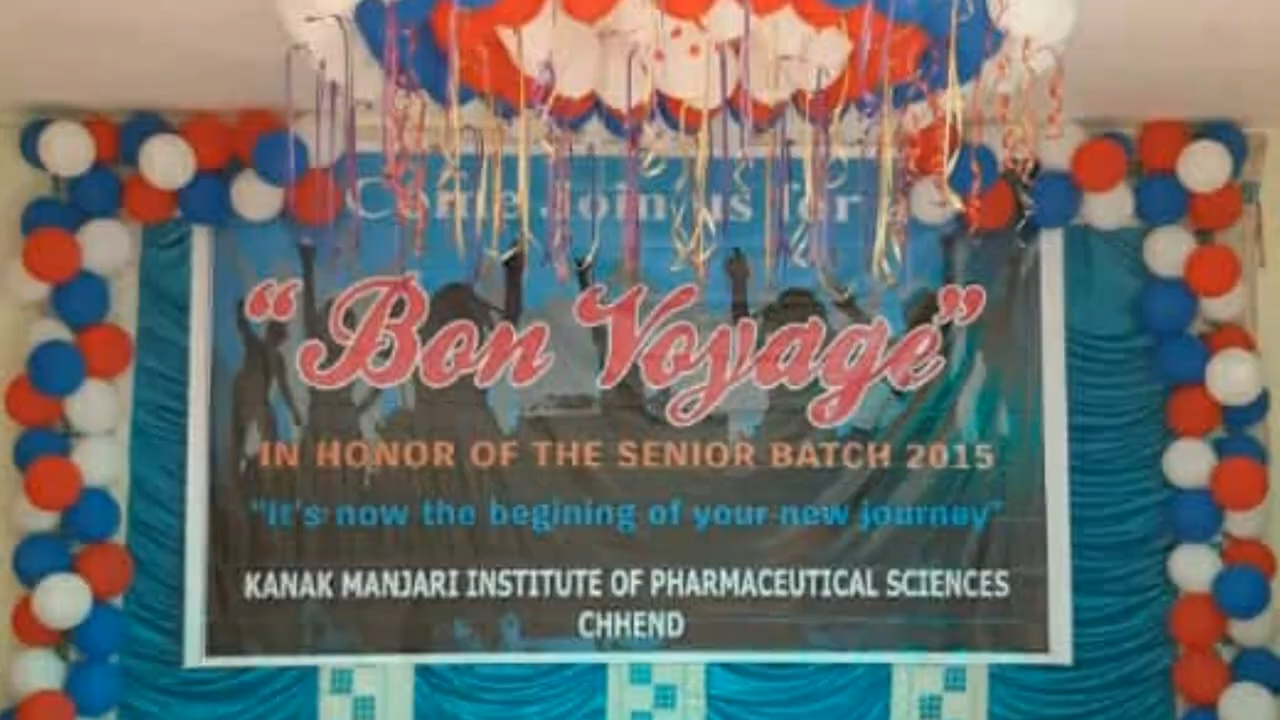 Come Join us for a
“Bon Voyage”
IN HONOR OF THE SENIOR BATCH 2015
"It's now the begining of your new journey"
KANAK MANJARI INSTITUTE OF PHARMACEUTICAL SCIENCES
CHHEND